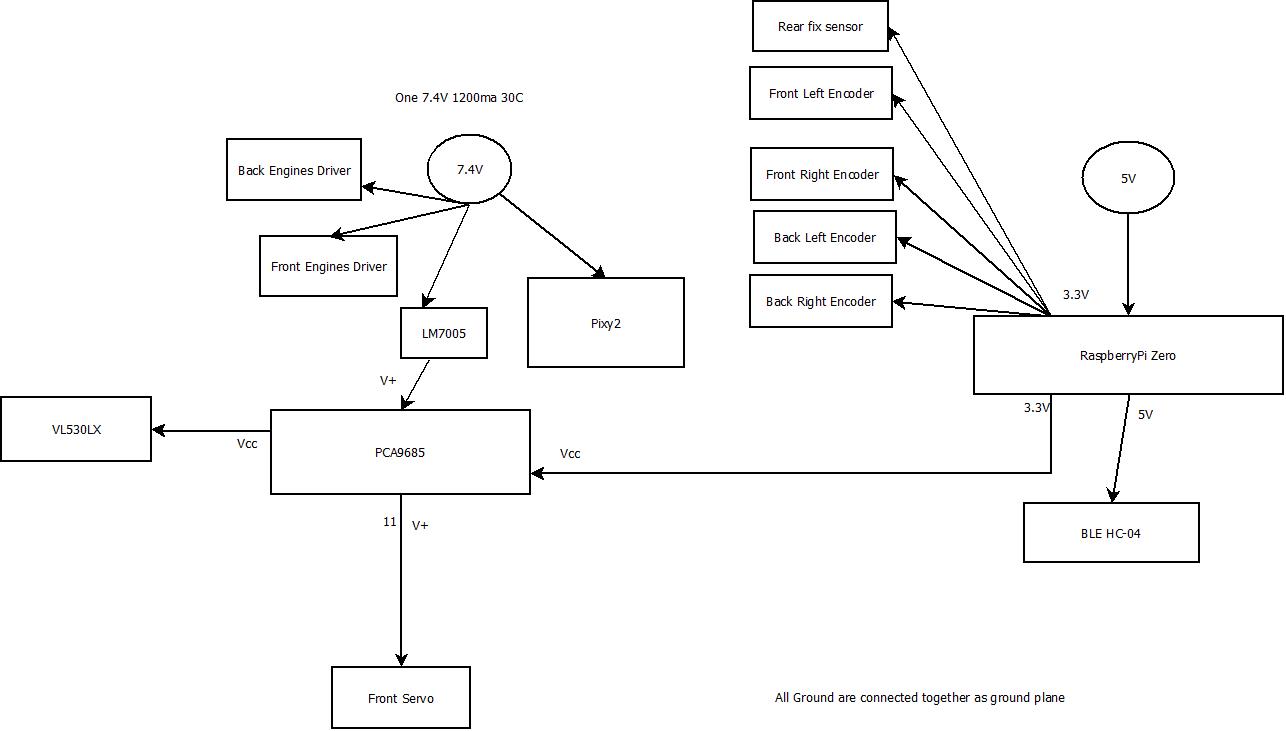 Rear fix sensor
Front Left Encoder
One 7.4V 1200ma 30C
Back Engines Driver
7.4V
Front Right Encoder
5V
Back Left Encoder
Front Engines Driver
3.3V
Back Right Encoder
Pixy2
LM7005
RaspberryPi Zero
V+
3.3V
5V
VL530LX
Vcc
PCA9685
Vcc
11
V+
BLE HC-04
Front Servo
All Ground are connected together as ground plane